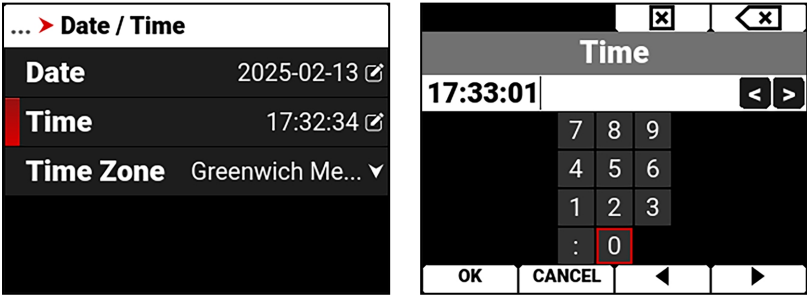 ... > Date / Time
Date 2025-02-13
Time 17:32:34
Time Zone Greenwich Me...
Time
17:33:01
< >
7 8 9
4 5 6
1 2 3
: 0
OK CANCEL